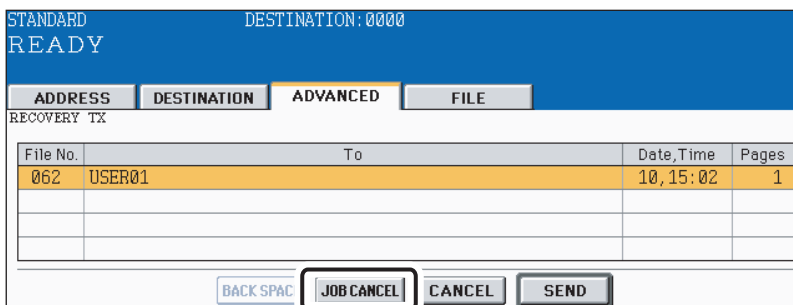 STANDARD DESTINATION:0000
READY
ADDRESS DESTINATION ADVANCED FILE
RECOVERY TX
File No. To Date,Time Pages
062 USER01 10,15:02 1
BACK SPAC JOB CANCEL CANCEL SEND